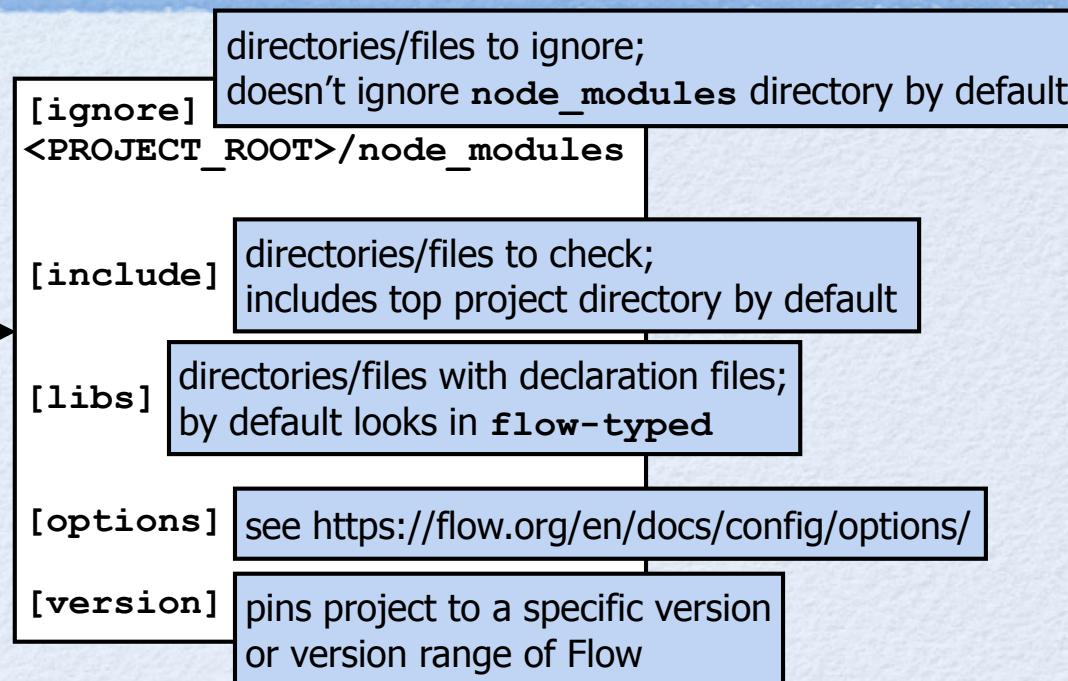 directories/files to ignore;
doesn’t ignore node_modules directory by default
[ignore]
<PROJECT_ROOT>/node_modules
[include]
directories/files to check;
includes top project directory by default
[libs]
directories/files with declaration files;
by default looks in flow-typed
[options]
see https://flow.org/en/docs/config/options/
[version]
pins project to a specific version
or version range of Flow